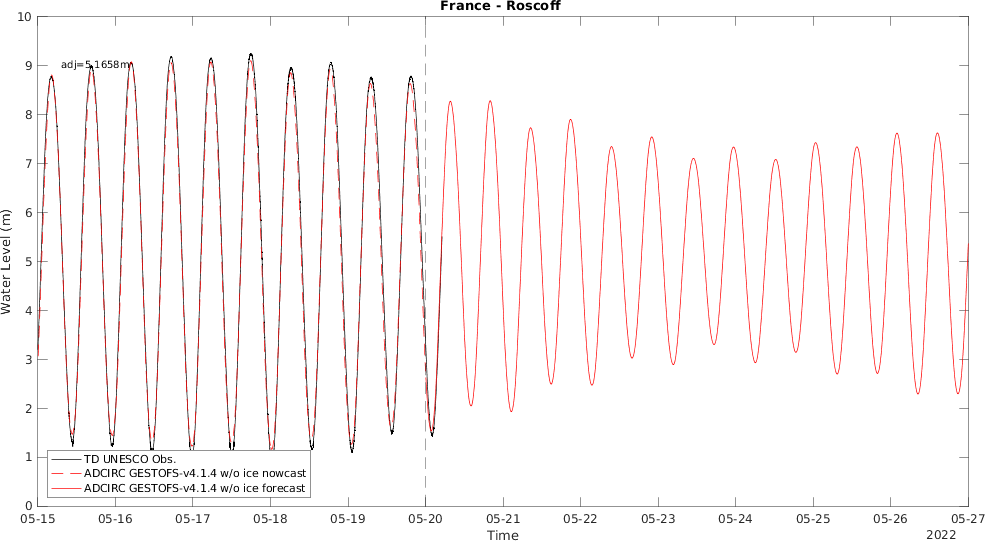 France - Roscoff
10
9
8
7
6
5
4
3
2
1
0
Water Level (m)
adj=5.1658m
TD UNESCO Obs.
ADCIRC GESTOFS-v4.1.4 w/o ice nowcast
ADCIRC GESTOFS-v4.1.4 w/o ice forecast
05-15 05-16 05-17 05-18 05-19 05-20 05-21 05-22 05-23 05-24 05-25 05-26 05-27
Time
2022